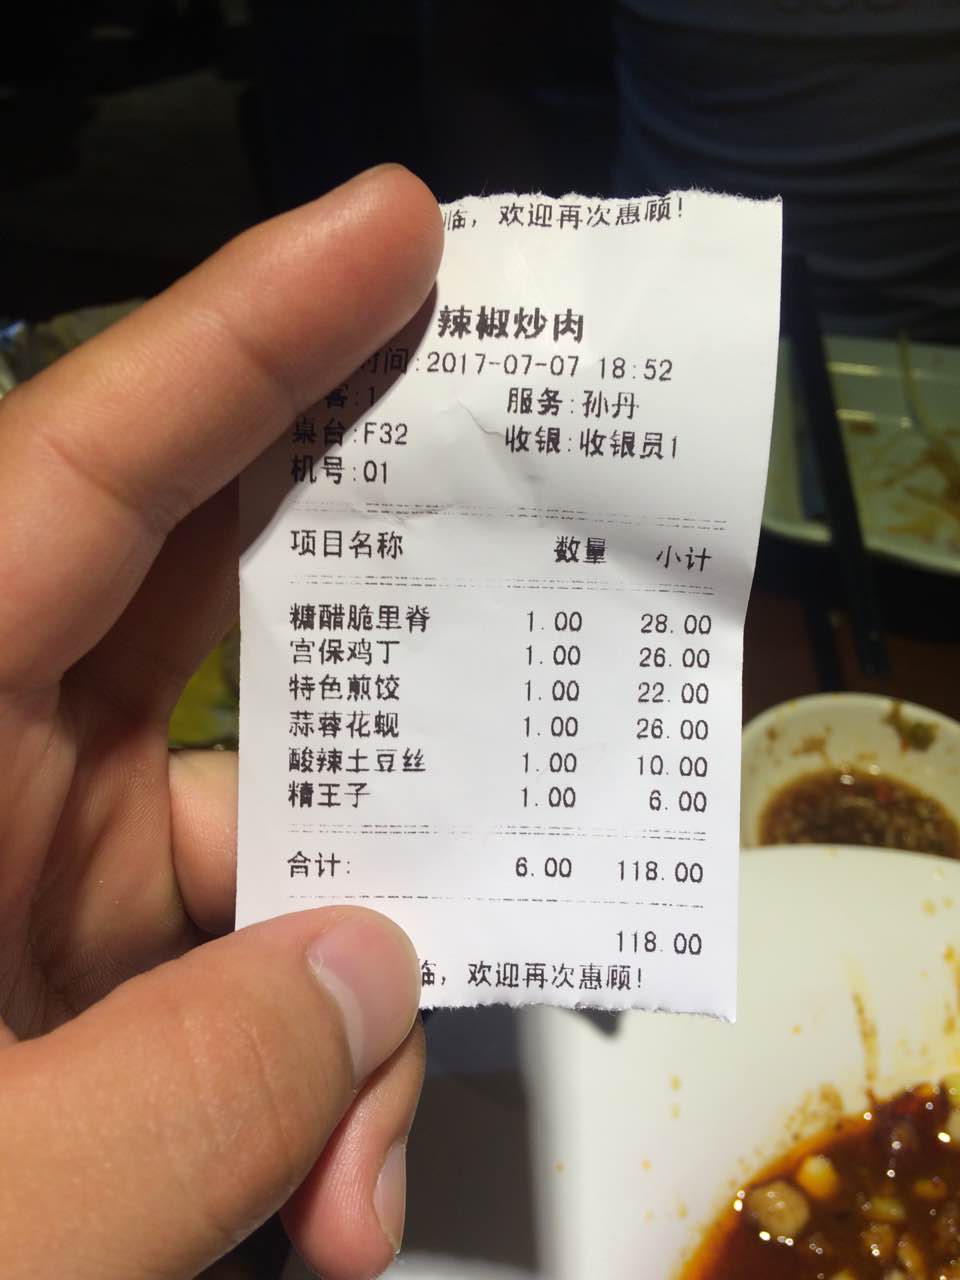 临，欢迎再次惠顾！
辣椒炒肉
时间:2017-07-07 18:52
客:1 服务:孙丹
桌台:F32 收银:收银员1
机号:01
项目名称 数量 小计
糖醋脆里脊 1.00 28.00
宫保鸡丁 1.00 26.00
特色煎饺 1.00 22.00
蒜蓉花蚬 1.00 26.00
酸辣土豆丝 1.00 10.00
精王子 1.00 6.00
合计: 6.00 118.00
118.00
临，欢迎再次惠顾！